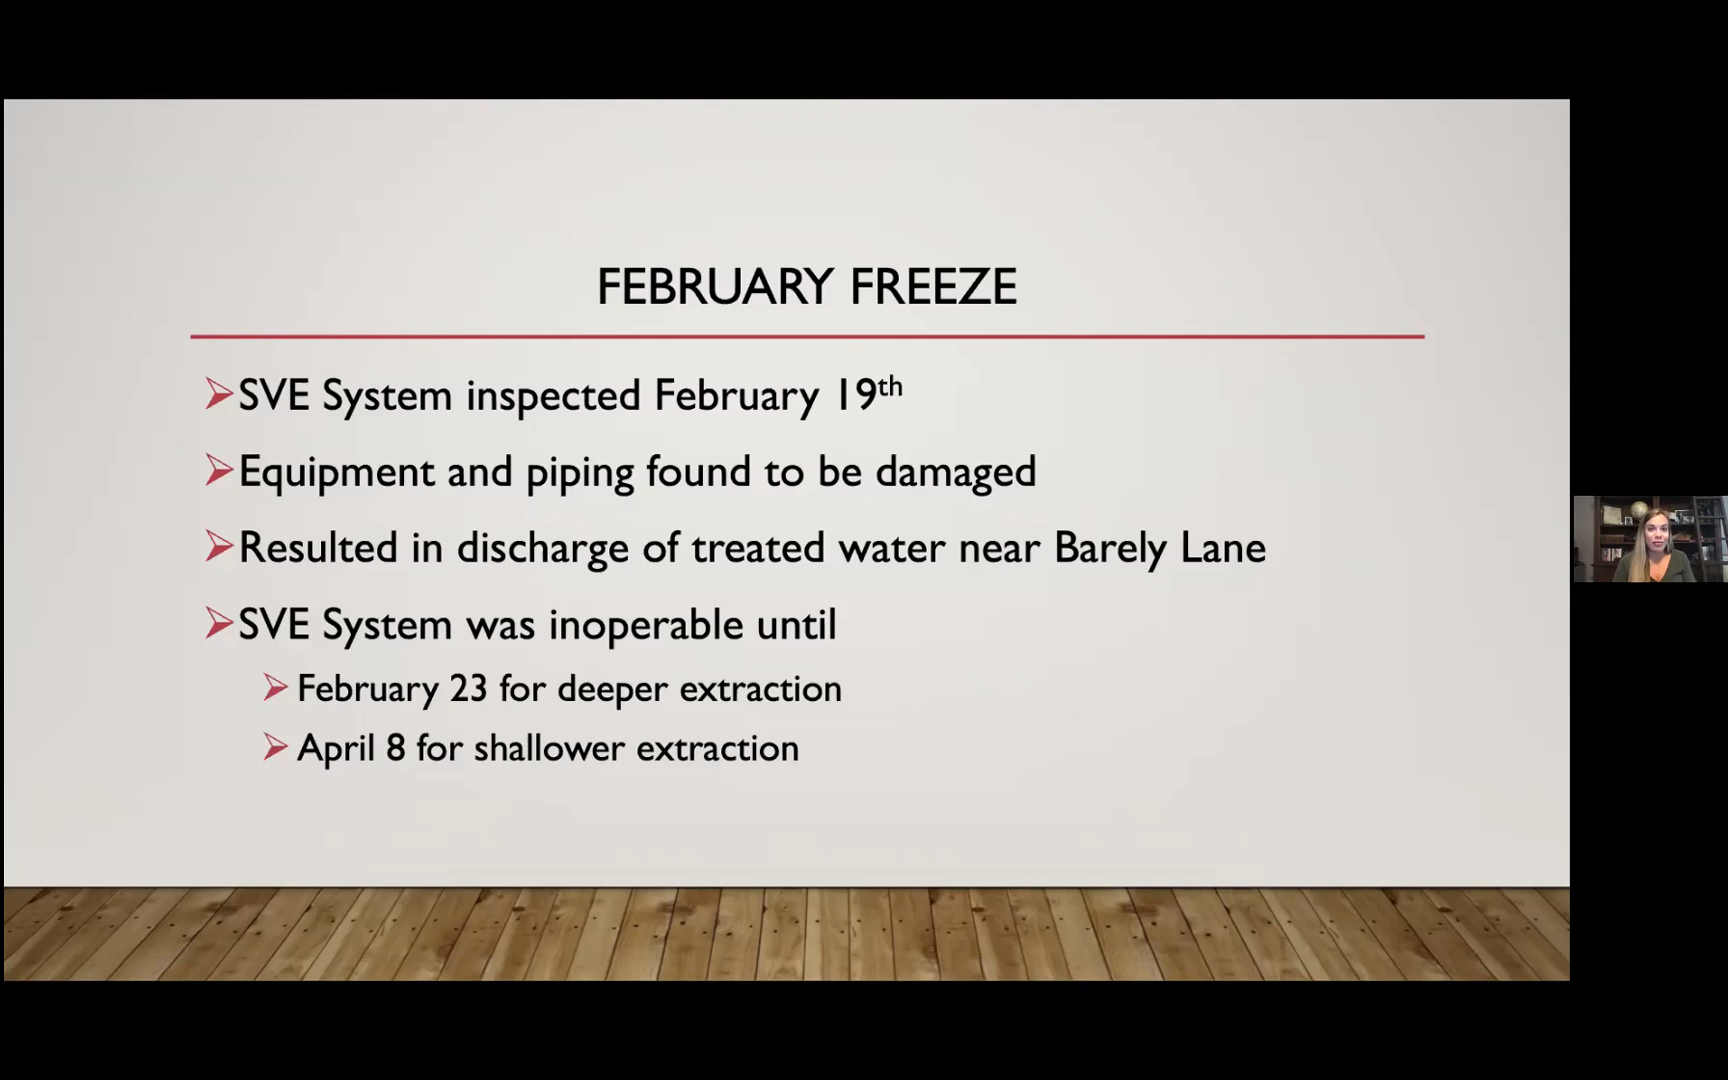 FEBRUARY FREEZE
SVE System inspected February 19th
Equipment and piping found to be damaged
Resulted in discharge of treated water near Barely Lane
SVE System was inoperable until
February 23 for deeper extraction
April 8 for shallower extraction